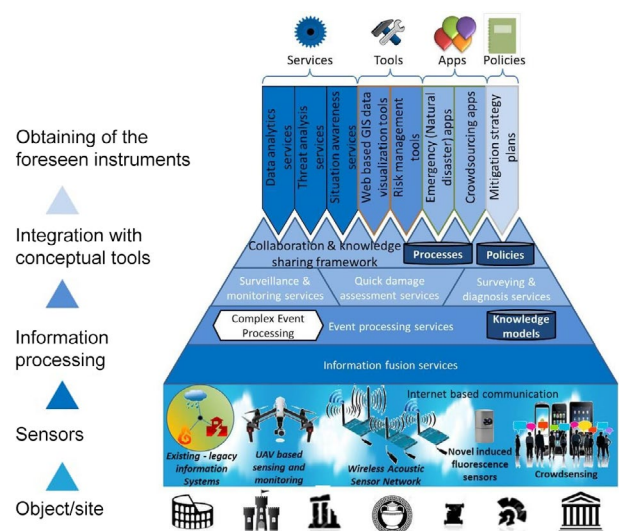 Services
Tools
Apps
Policies
Data analytics
services
Threat analysis
services
Situation awareness
services
Web based GIS data
visualization tools
Risk management
tools
Emergency (Natural
disaster) apps
Crowdsourcing apps
Mitigation strategy
plans
Obtaining of the
foreseen instruments
Integration with
conceptual tools
Information
processing
Sensors
Object/site
Collaboration & knowledge
sharing framework
Processes
Policies
Surveillance &
monitoring services
Quick damage
assessment services
Surveying &
diagnosis services
Complex Event
Processing
Event processing services
Knowledge
models
Information fusion services
Internet based communication
Existing - legacy
information
Systems
UAV based
sensing and
monitoring
Wireless Acoustic
Sensor Network
Novel induced
fluorescence
sensors
Crowdsensing